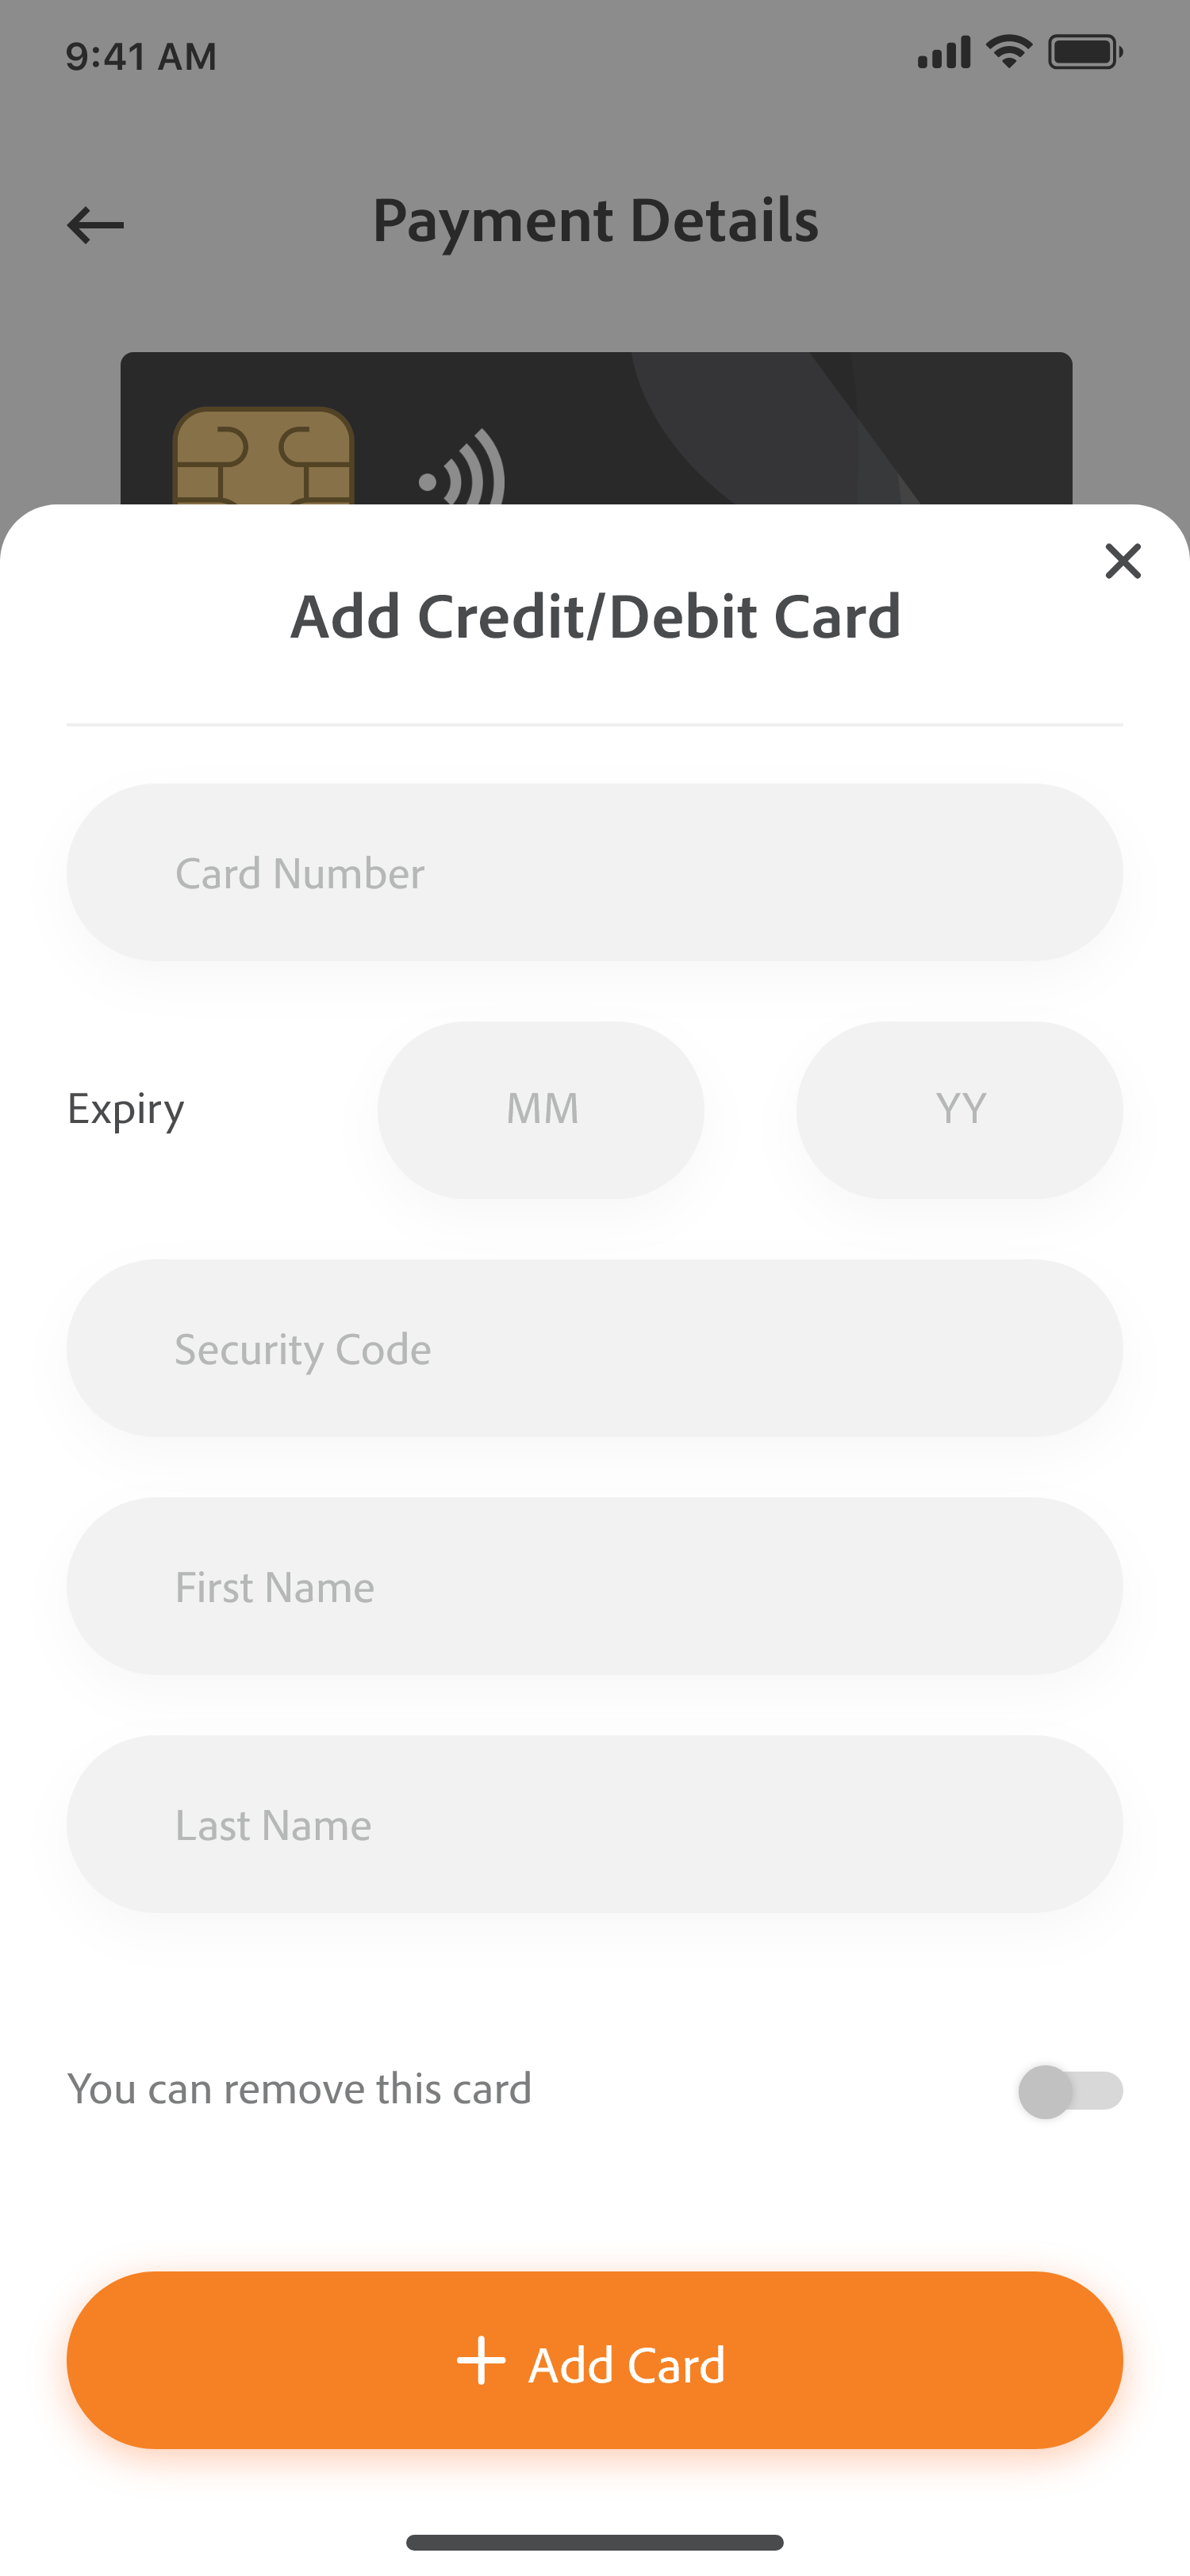 9:41 AM
Payment Details
Add Credit/Debit Card
Card Number
Expiry
MM
YY
Security Code
First Name
Last Name
You can remove this card
Add Card